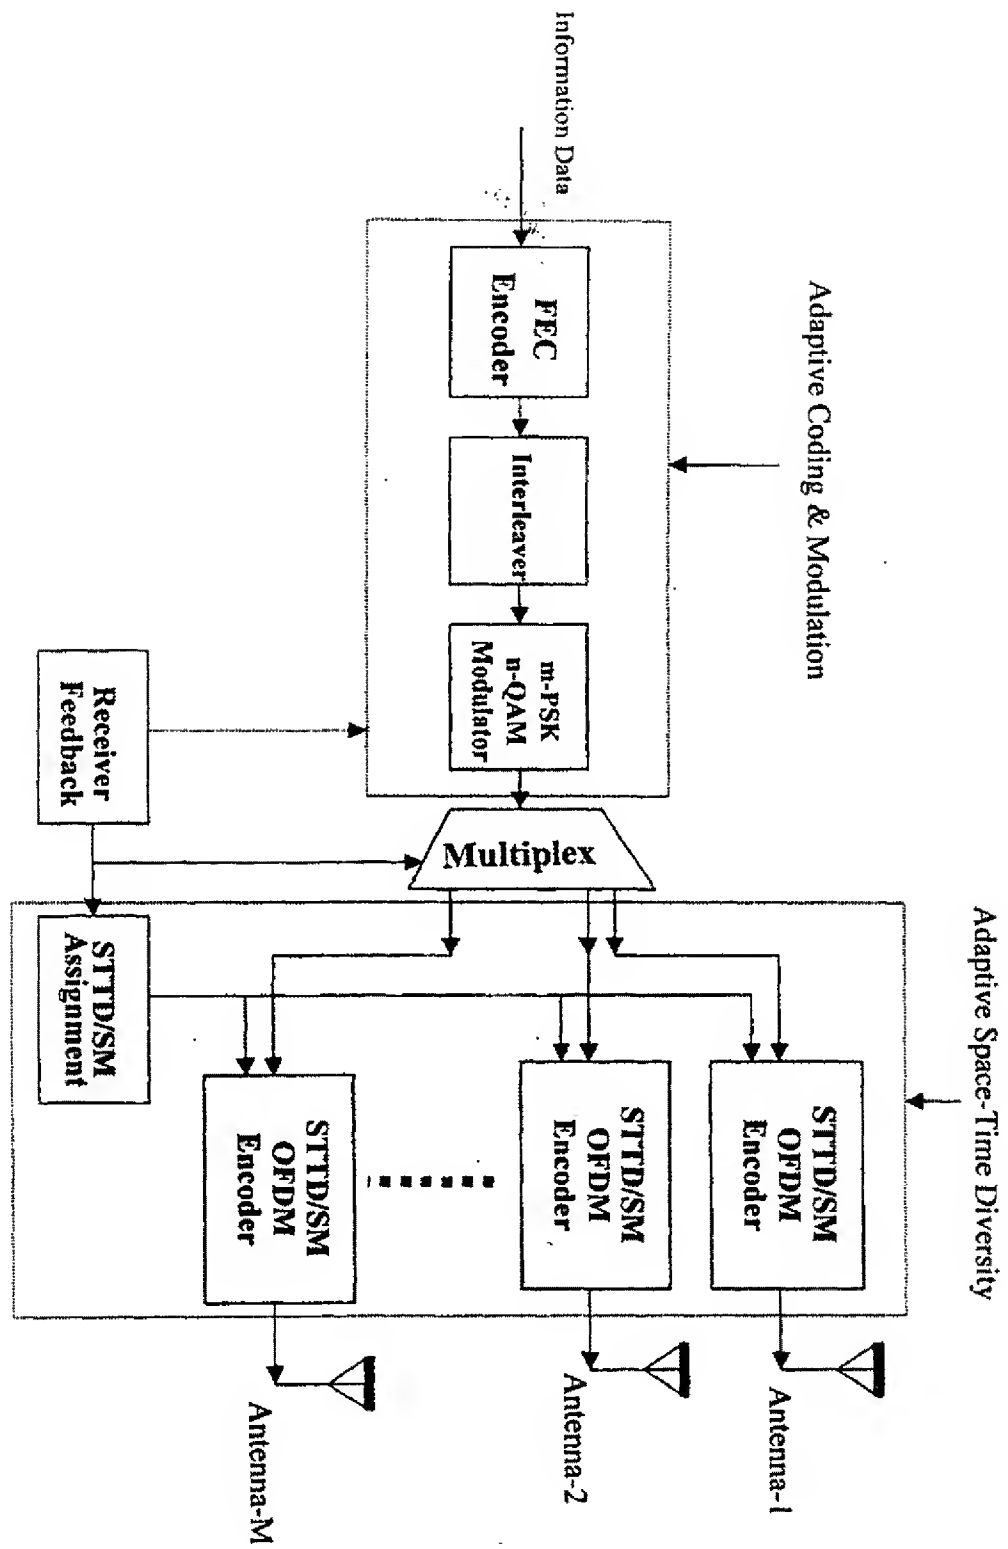 Adaptive Coding & Modulation
Adaptive Space-Time Diversity
Information Data
FEC
Encoder
Interleaver
m-PSK
n-QAM
Modulator
Multiplex
Receiver
Feedback
STTD/SM
Assignment
STTD/SM
OFDM
Encoder
Antenna-1
STTD/SM
OFDM
Encoder
Antenna-2
STTD/SM
OFDM
Encoder
Antenna-M